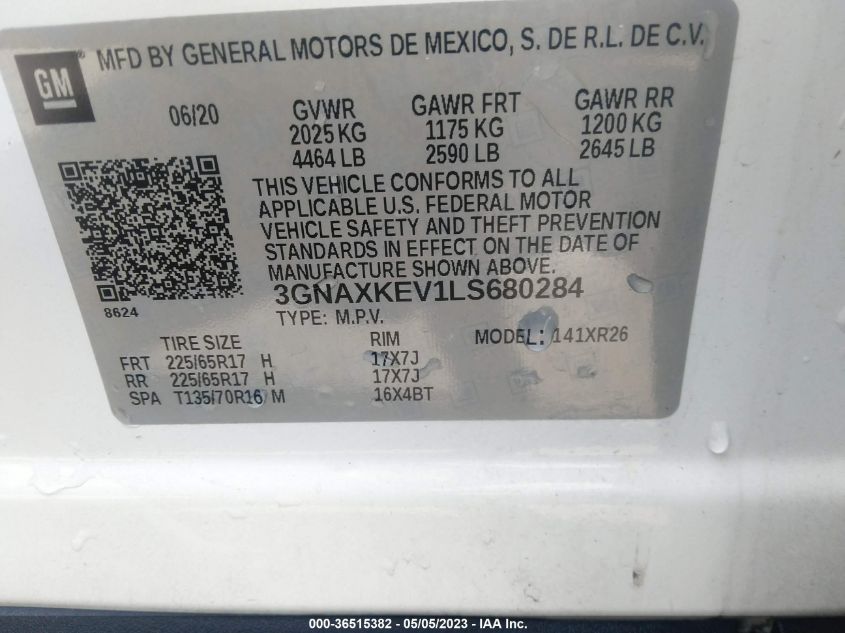 GM
MFD BY GENERAL MOTORS DE MEXICO, S. DE R.L. DE C.V.
06/20 GVWR GAWR FRT GAWR RR
2025 KG 1175 KG 1200 KG
4464 LB 2590 LB 2645 LB
THIS VEHICLE CONFORMS TO ALL
APPLICABLE U.S. FEDERAL MOTOR
VEHICLE SAFETY AND THEFT PREVENTION
STANDARDS IN EFFECT ON THE DATE OF
MANUFACTURE SHOWN ABOVE.
3GNAXKEV1LS680284
8624
TYPE: M.P.V.
TIRE SIZE RIM MODEL: 141XR26
FRT 225/65R17 H 17X7J
RR 225/65R17 H 17X7J
SPA T135/70R16 M 16X4BT
000-36515382 - 05/05/2023 - IAA Inc.